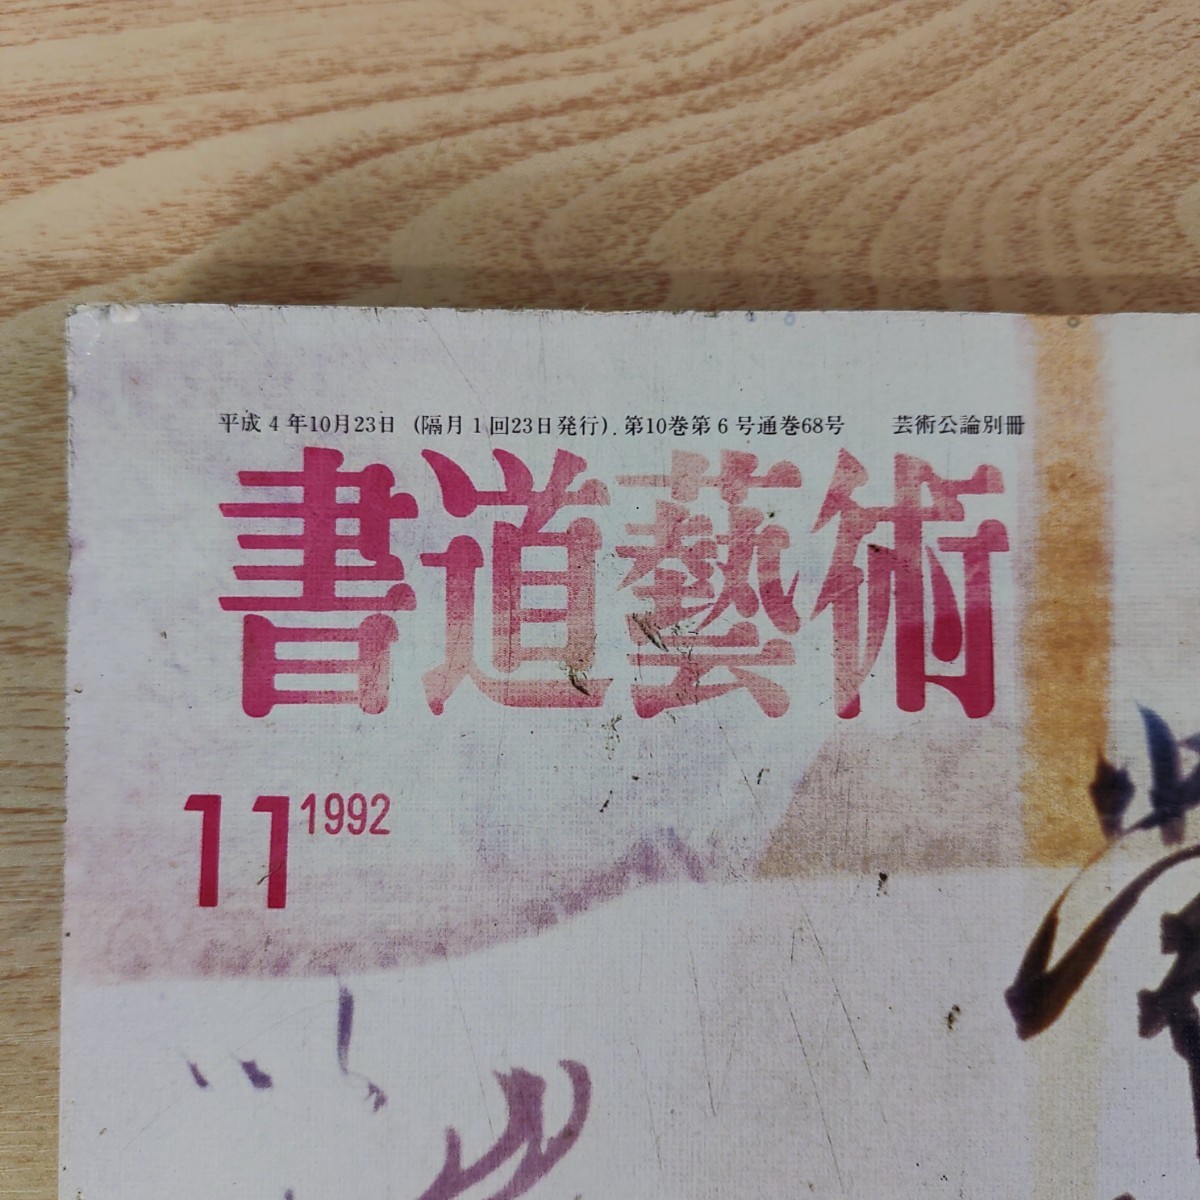 平成4年10月23日 (隔月1回23日発行). 第10巻第6号通巻68号 芸術公論別冊
書道藝術
11 1992